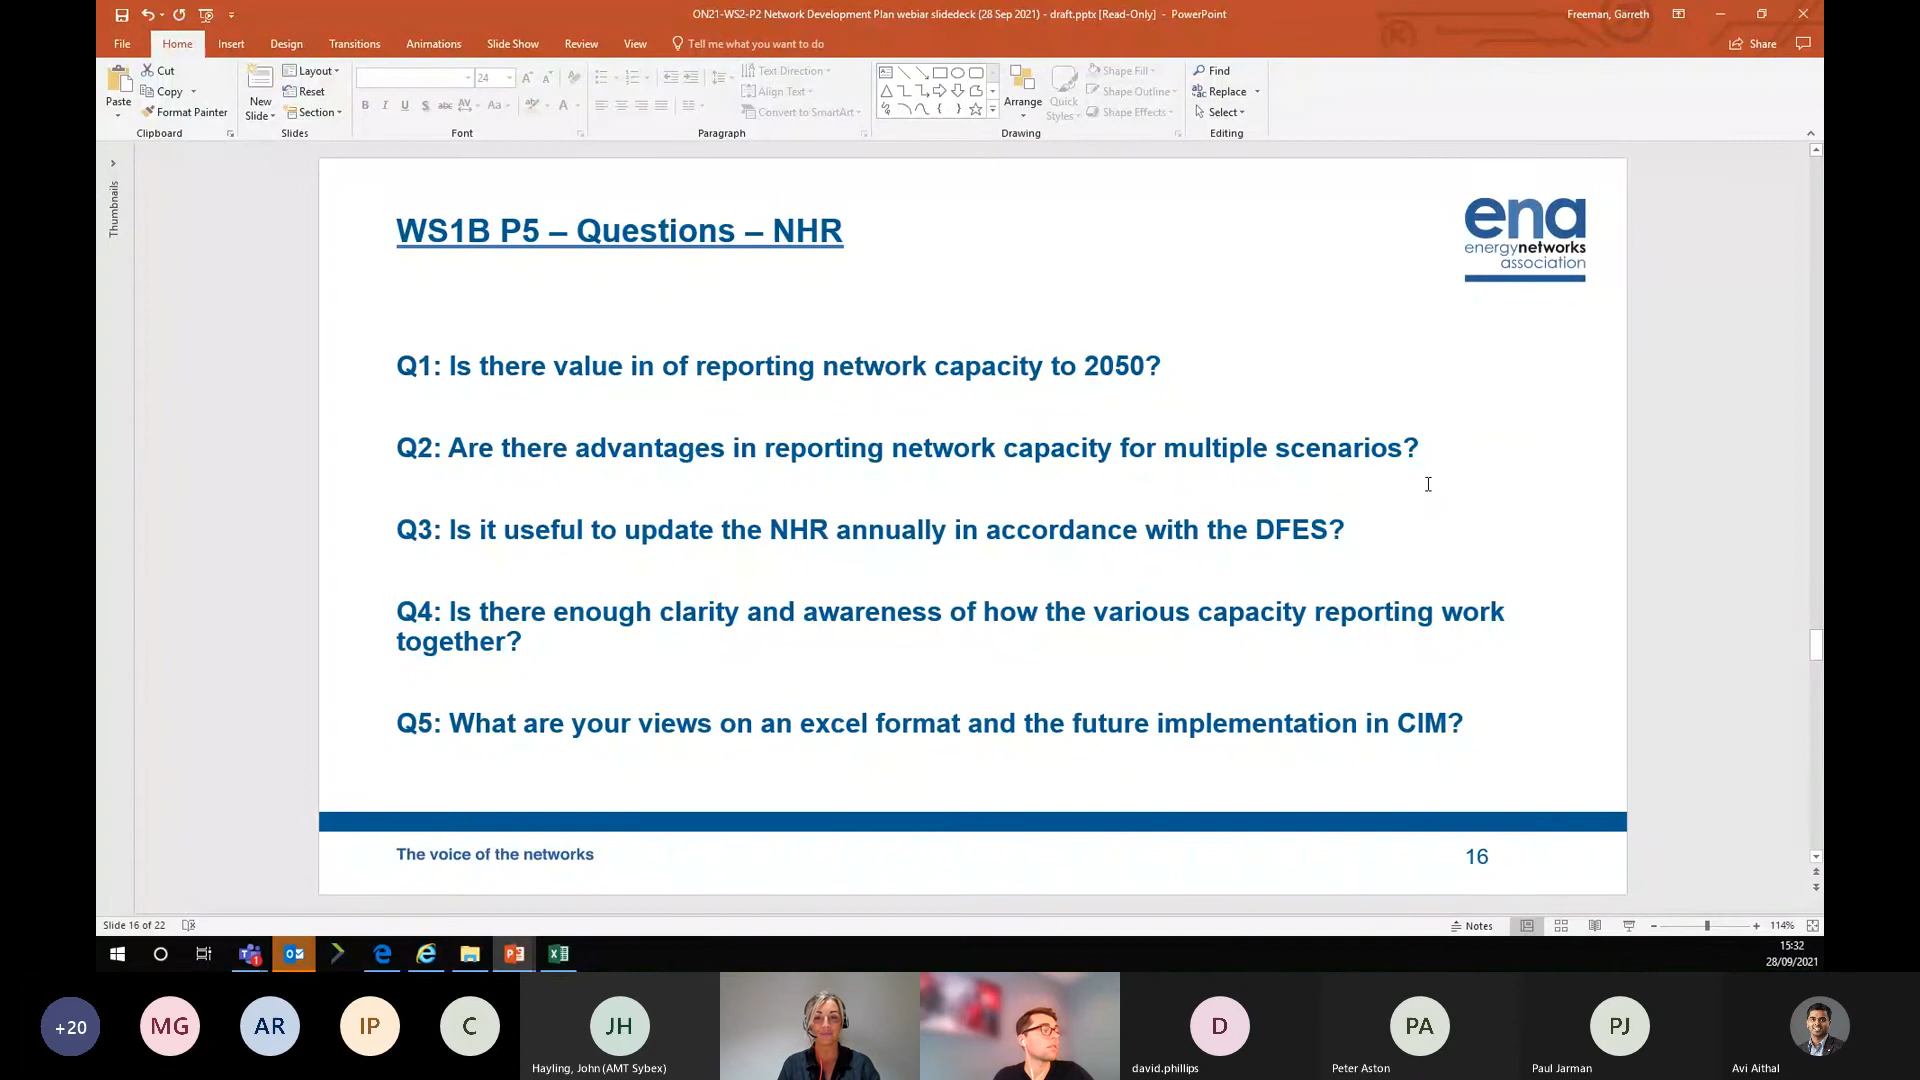 ON21-WS2-P2 Network Development Plan webiar slidedeck (28 Sep 2021) - draft.pptx [Read-Only] - PowerPoint
Freeman, Garreth
File Home Insert Design Transitions Animations Slide Show Review View Tell me what you want to do
Share
Paste
Cut
Copy
Format Painter
Clipboard
New
Slide
Layout
Reset
Section
Slides
24
Font
Text Direction
Align Text
Convert to SmartArt
Paragraph
Arrange
Quick
Styles
Shape Fill
Shape Outline
Shape Effects
Drawing
Find
Replace
Select
Editing
Thumbnails
WS1B P5 – Questions – NHR
ena
energynetworks
association
Q1: Is there value in of reporting network capacity to 2050?
Q2: Are there advantages in reporting network capacity for multiple scenarios?
Q3: Is it useful to update the NHR annually in accordance with the DFES?
Q4: Is there enough clarity and awareness of how the various capacity reporting work
together?
Q5: What are your views on an excel format and the future implementation in CIM?
The voice of the networks
16
Slide 16 of 22
Notes
114%
15:32
28/09/2021
+20
MG
AR
IP
C
JH
Hayling, John (AMT Sybex)
D
david.phillips
PA
Peter Aston
PJ
Paul Jarman
Avi Aithal